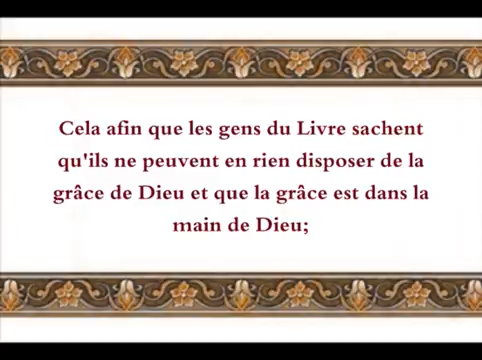 Cela afin que les gens du Livre sachent
qu'ils ne peuvent en rien disposer de la
grâce de Dieu et que la grâce est dans la
main de Dieu;